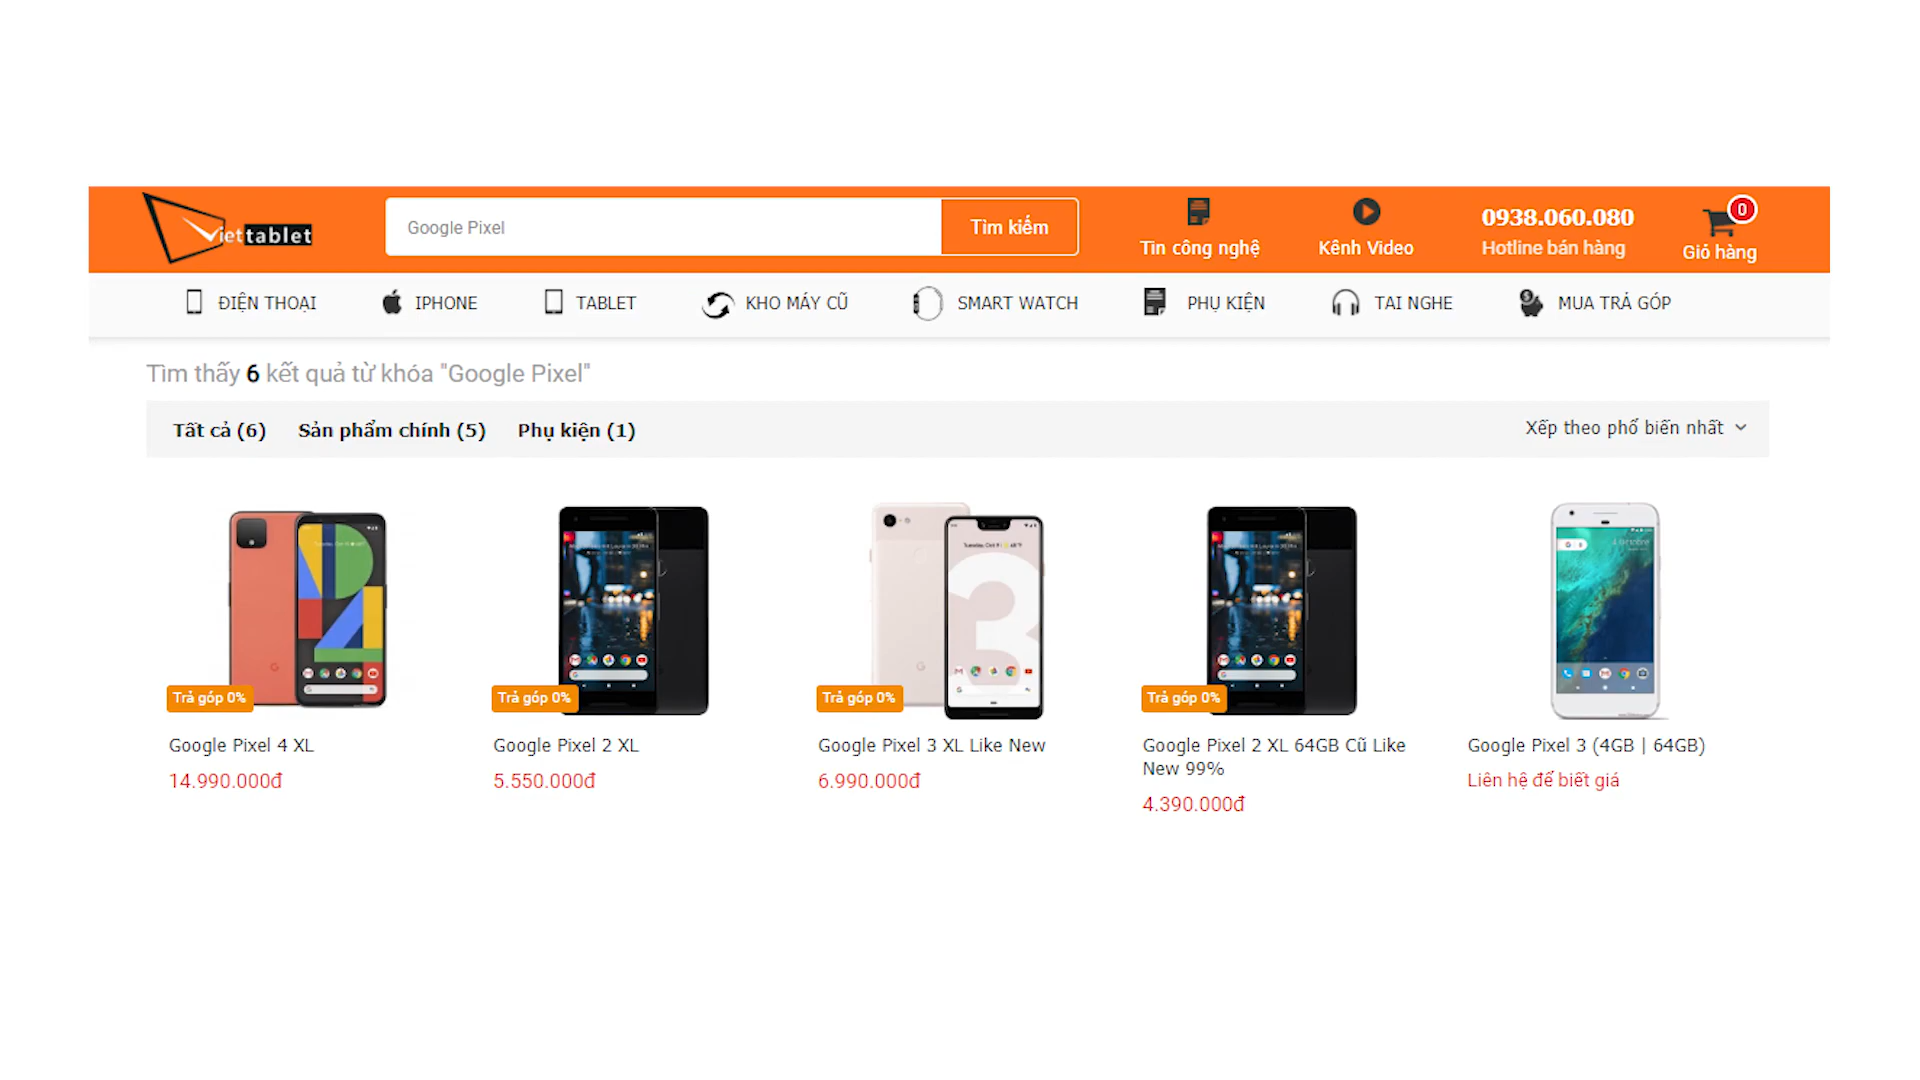 Viettablet
Google Pixel
Tìm kiếm
Tin công nghệ
Kênh Video
0938.060.080
Hotline bán hàng
0
Giỏ hàng
ĐIỆN THOẠI
IPHONE
TABLET
KHO MÁY CŨ
SMART WATCH
PHỤ KIỆN
TAI NGHE
MUA TRẢ GÓP
Tìm thấy 6 kết quả từ khóa "Google Pixel"
Tất cả (6)
Sản phẩm chính (5)
Phụ kiện (1)
Xếp theo phổ biến nhất
Trả góp 0%
Trả góp 0%
Trả góp 0%
Trả góp 0%
Google Pixel 4 XL
14.990.000đ
Google Pixel 2 XL
5.550.000đ
Google Pixel 3 XL Like New
6.990.000đ
Google Pixel 2 XL 64GB Cũ Like
New 99%
4.390.000đ
Google Pixel 3 (4GB | 64GB)
Liên hệ để biết giá